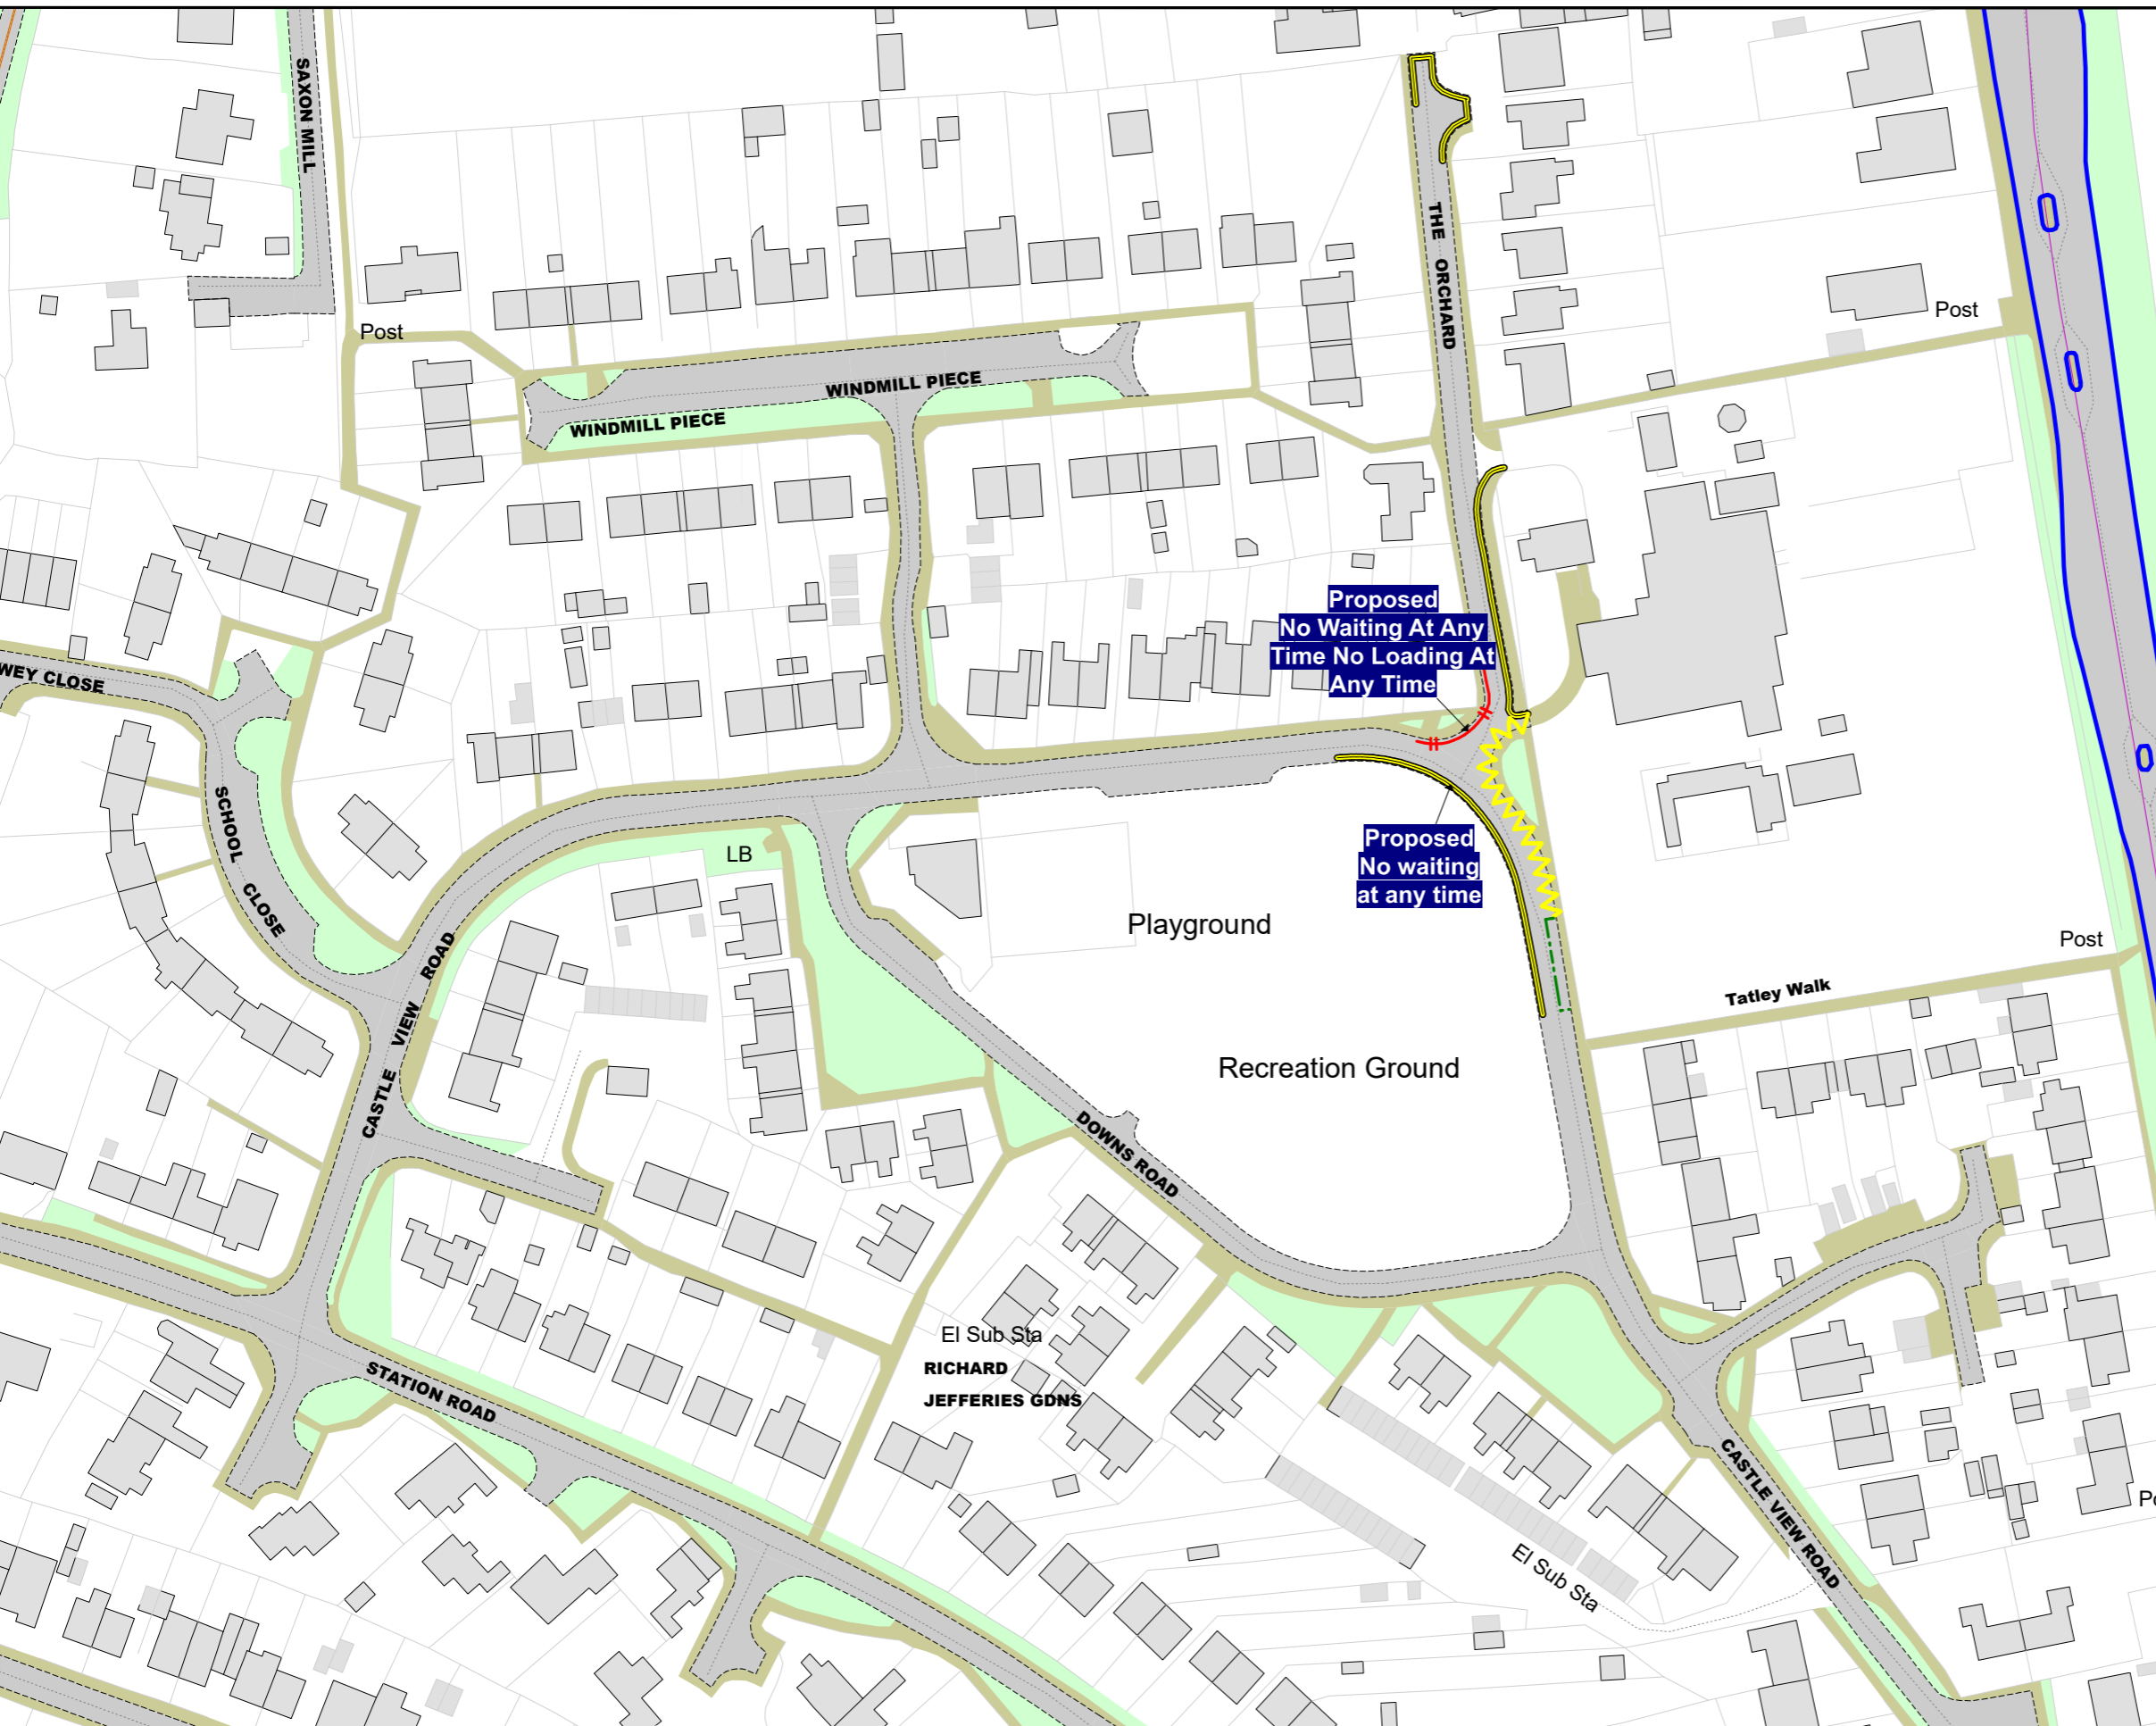 SAXON MILL
THE ORCHARD
Post
Post
WINDMILL PIECE
WINDMILL PIECE
Proposed
No Waiting At Any
Time No Loading At
Any Time
WEY CLOSE
SCHOOL CLOSE
LB
Proposed
No waiting
at any time
Playground
Post
CASTLE VIEW ROAD
Tatley Walk
Recreation Ground
DOWNS ROAD
El Sub Sta
RICHARD
JEFFERIES GDNS
STATION ROAD
CASTLE VIEW ROAD
Po
El Sub Sta